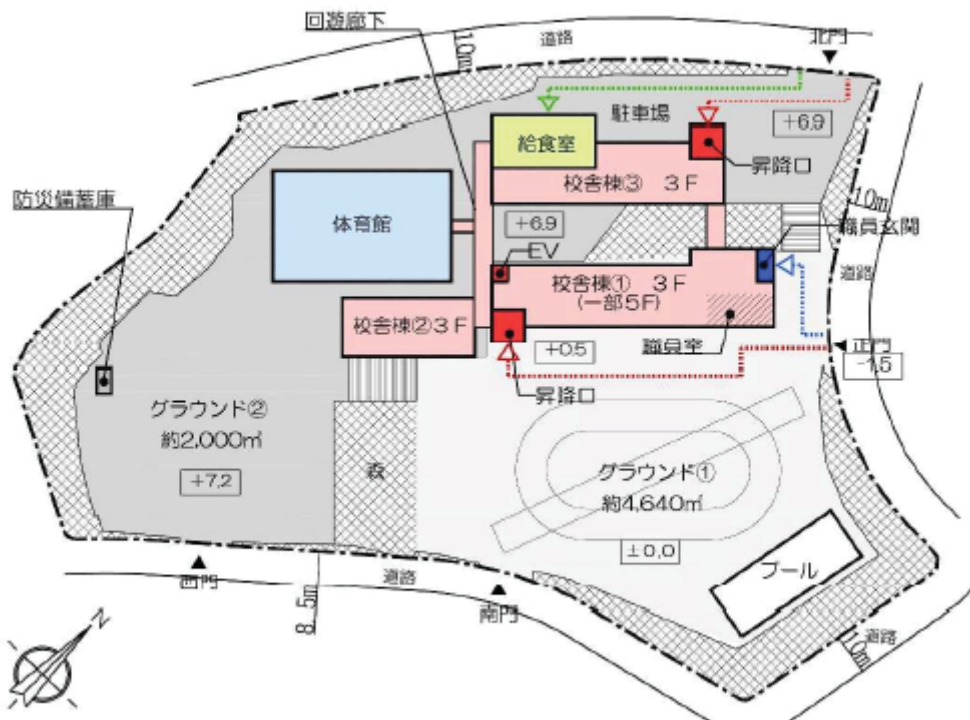 回遊廊下
10m
道路
北門
駐車場
+6.9
給食室
昇降口
校舎棟③ 3F
10m
防災備蓄庫
体育館
+6.9
職員玄関
EV
道路
校舎棟① 3F
(一部5F)
校舎棟②3F
+0.5
職員室
正門
-1.5
昇降口
グラウンド②
約2,000㎡
グラウンド①
約4,640㎡
森
+7.2
±0.0
プール
西門
道路
8.5m
南門
道路
10m
N